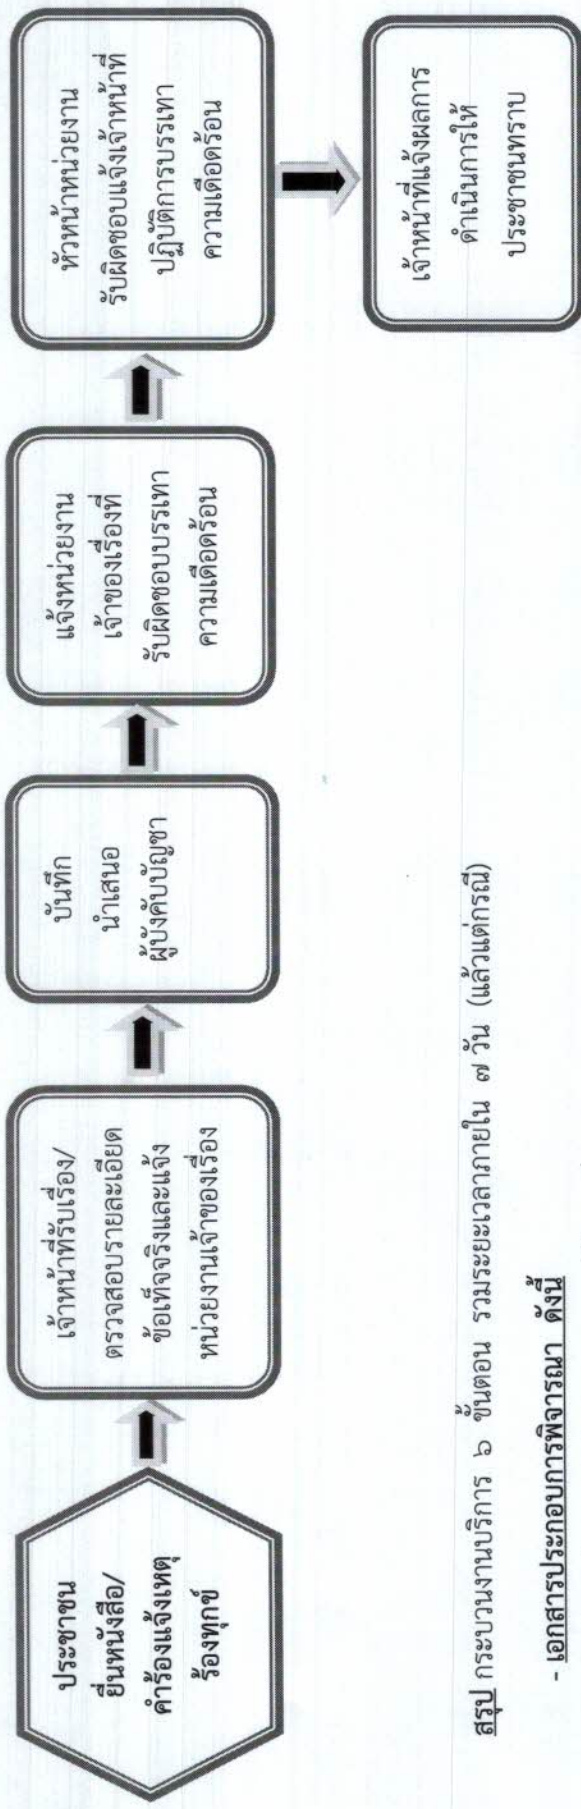 ประชาชน
ยื่นหนังสือ/
คำร้องแจ้งเหตุ
ร้องทุกข์
เจ้าหน้าที่รับเรื่อง/
ตรวจสอบรายละเอียด
ข้อเท็จจริงและแจ้ง
หน่วยงานเจ้าของเรื่อง
บันทึก
นำเสนอ
ผู้บังคับบัญชา
แจ้งหน่วยงาน
เจ้าของเรื่องที่
รับผิดชอบบรรเทา
ความเดือดร้อน
หัวหน้าหน่วยงาน
รับผิดชอบแจ้งเจ้าหน้าที่
ปฏิบัติการบรรเทา
ความเดือดร้อน
เจ้าหน้าที่แจ้งผลการ
ดำเนินการให้
ประชาชนทราบ
สรุป กระบวนงานบริการ ๖ ขั้นตอน รวมระยะเวลาภายใน ๗ วัน (แล้วแต่กรณี)
- เอกสารประกอบการพิจารณา ดังนี้